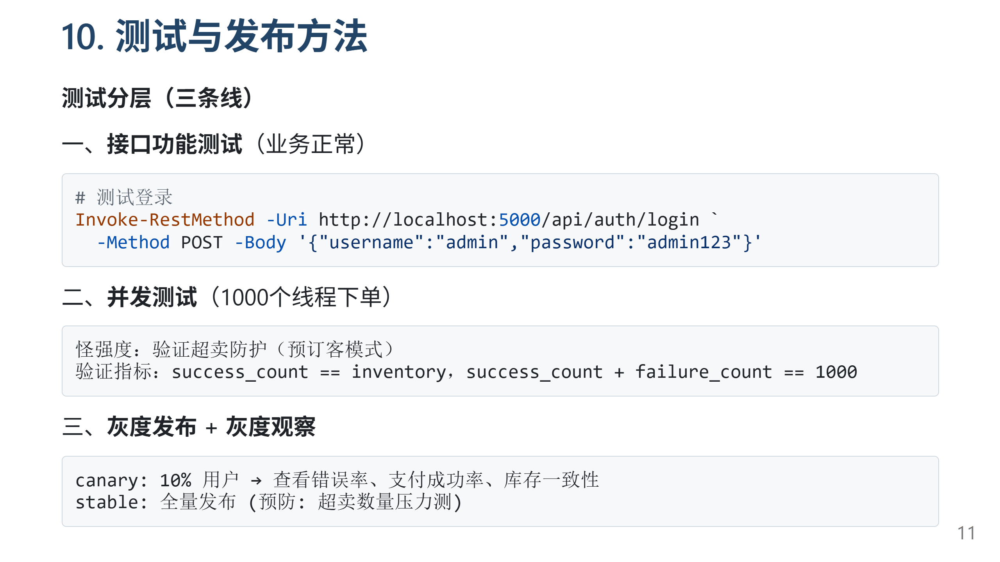 10. 测试与发布方法
测试分层（三条线）
一、接口功能测试（业务正常）
# 测试登录
Invoke-RestMethod -Uri http://localhost:5000/api/auth/login `
  -Method POST -Body '{"username":"admin","password":"admin123"}'
二、并发测试（1000个线程下单）
怪强度：验证超卖防护（预订客模式）
验证指标：success_count == inventory，success_count + failure_count == 1000
三、灰度发布 + 灰度观察
canary: 10% 用户 → 查看错误率、支付成功率、库存一致性
stable: 全量发布 (预防: 超卖数量压力测)
11